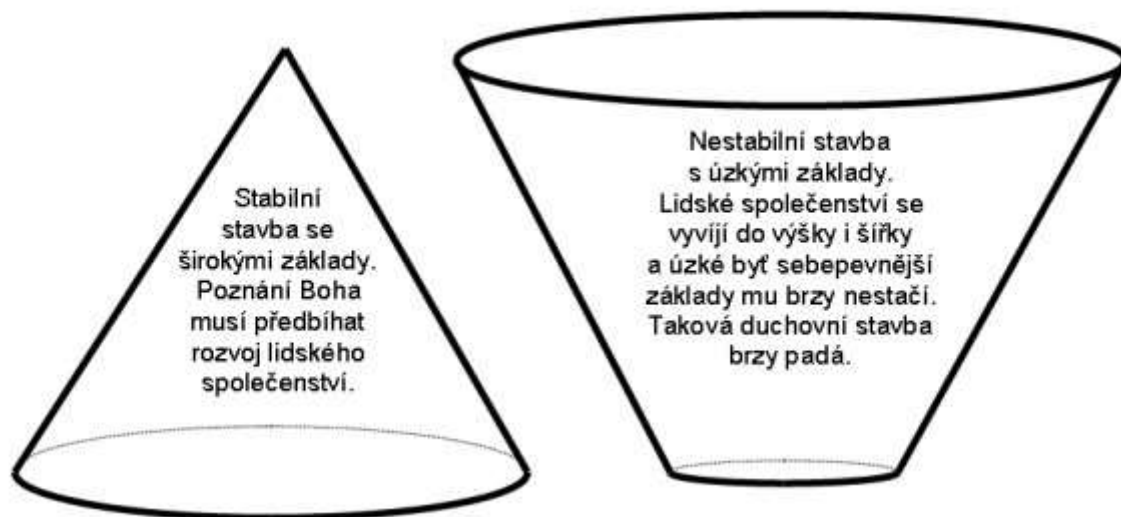 Stabilní
stavba se
širokými základy.
Poznání Boha
musí předbíhat
rozvoj lidského
společenství.
Nestabilní stavba
s úzkými základy.
Lidské společenství se
vyvíjí do výšky i šířky
a úzké byť sebepevnější
základy mu brzy nestačí.
Taková duchovní stavba
brzy padá.